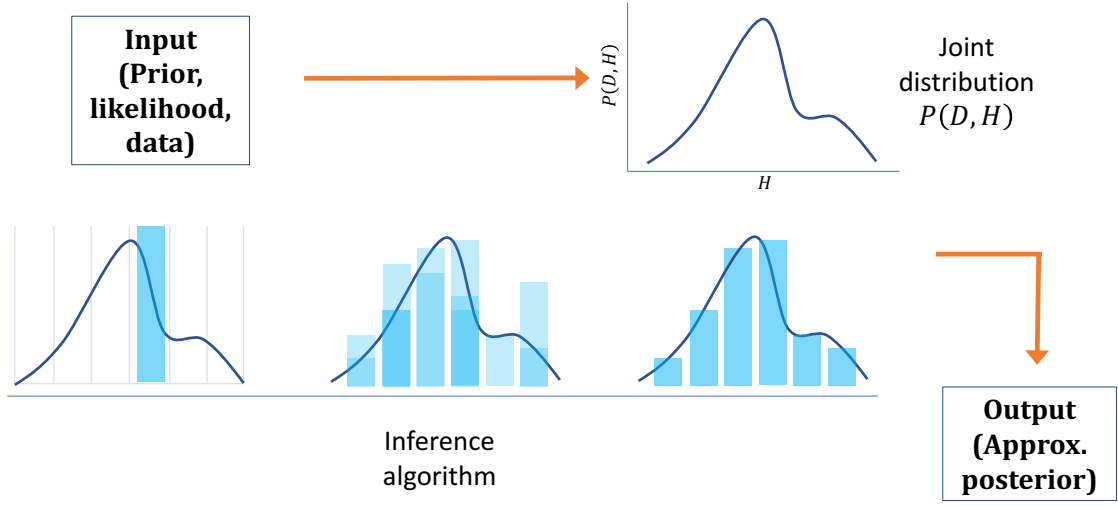 Input
(Prior,
likelihood,
data)
P(D, H)
H
Joint
distribution
P(D, H)
Inference
algorithm
Output
(Approx.
posterior)